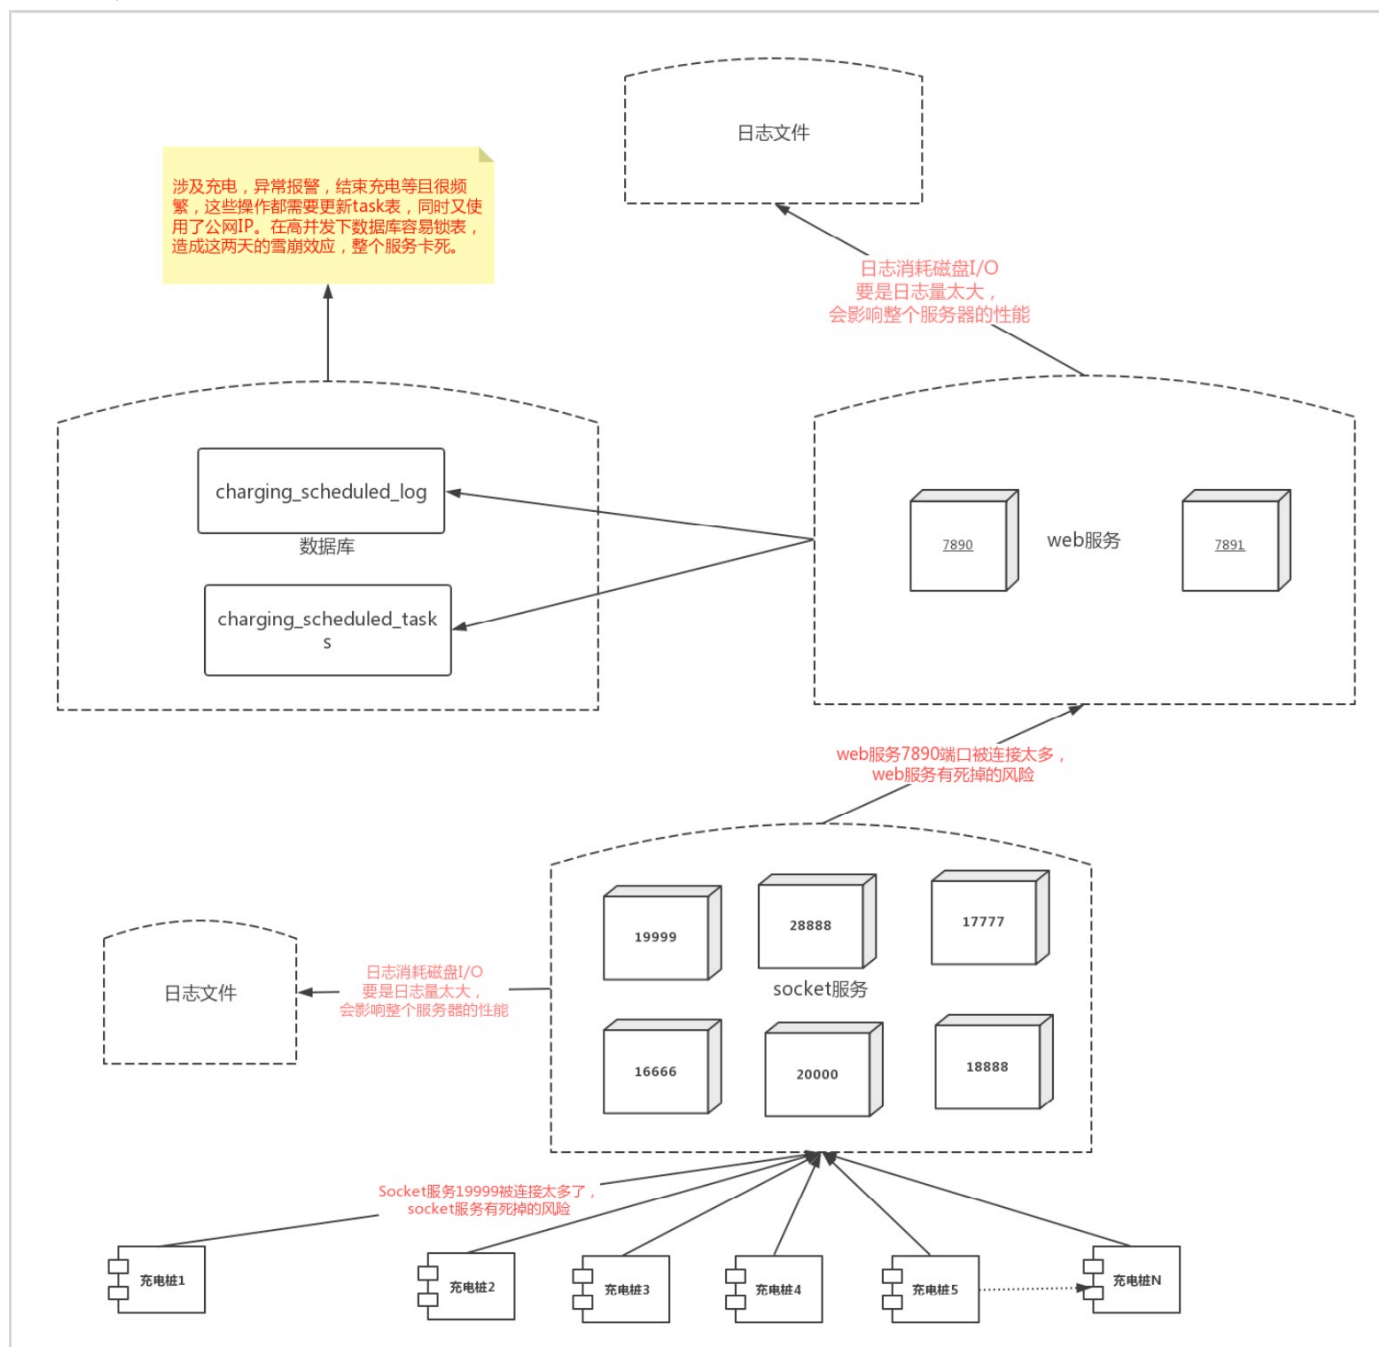 日志文件
涉及充电，异常报警，结束充电等且很频
繁，这些操作都需要更新task表，同时又使
用了公网IP。在高并发下数据库容易锁表，
造成这两天的雪崩效应，整个服务卡死。
日志消耗磁盘I/O
要是日志量太大，
会影响整个服务器的性能
charging_scheduled_log
数据库
charging_scheduled_task
s
7890
web服务
7891
web服务7890端口被连接太多，
web服务有死掉的风险
19999
28888
17777
socket服务
16666
20000
18888
日志文件
日志消耗磁盘I/O
要是日志量太大，
会影响整个服务器的性能
Socket服务19999被连接太多了，
socket服务有死掉的风险
充电桩1
充电桩2
充电桩3
充电桩4
充电桩5
充电桩N